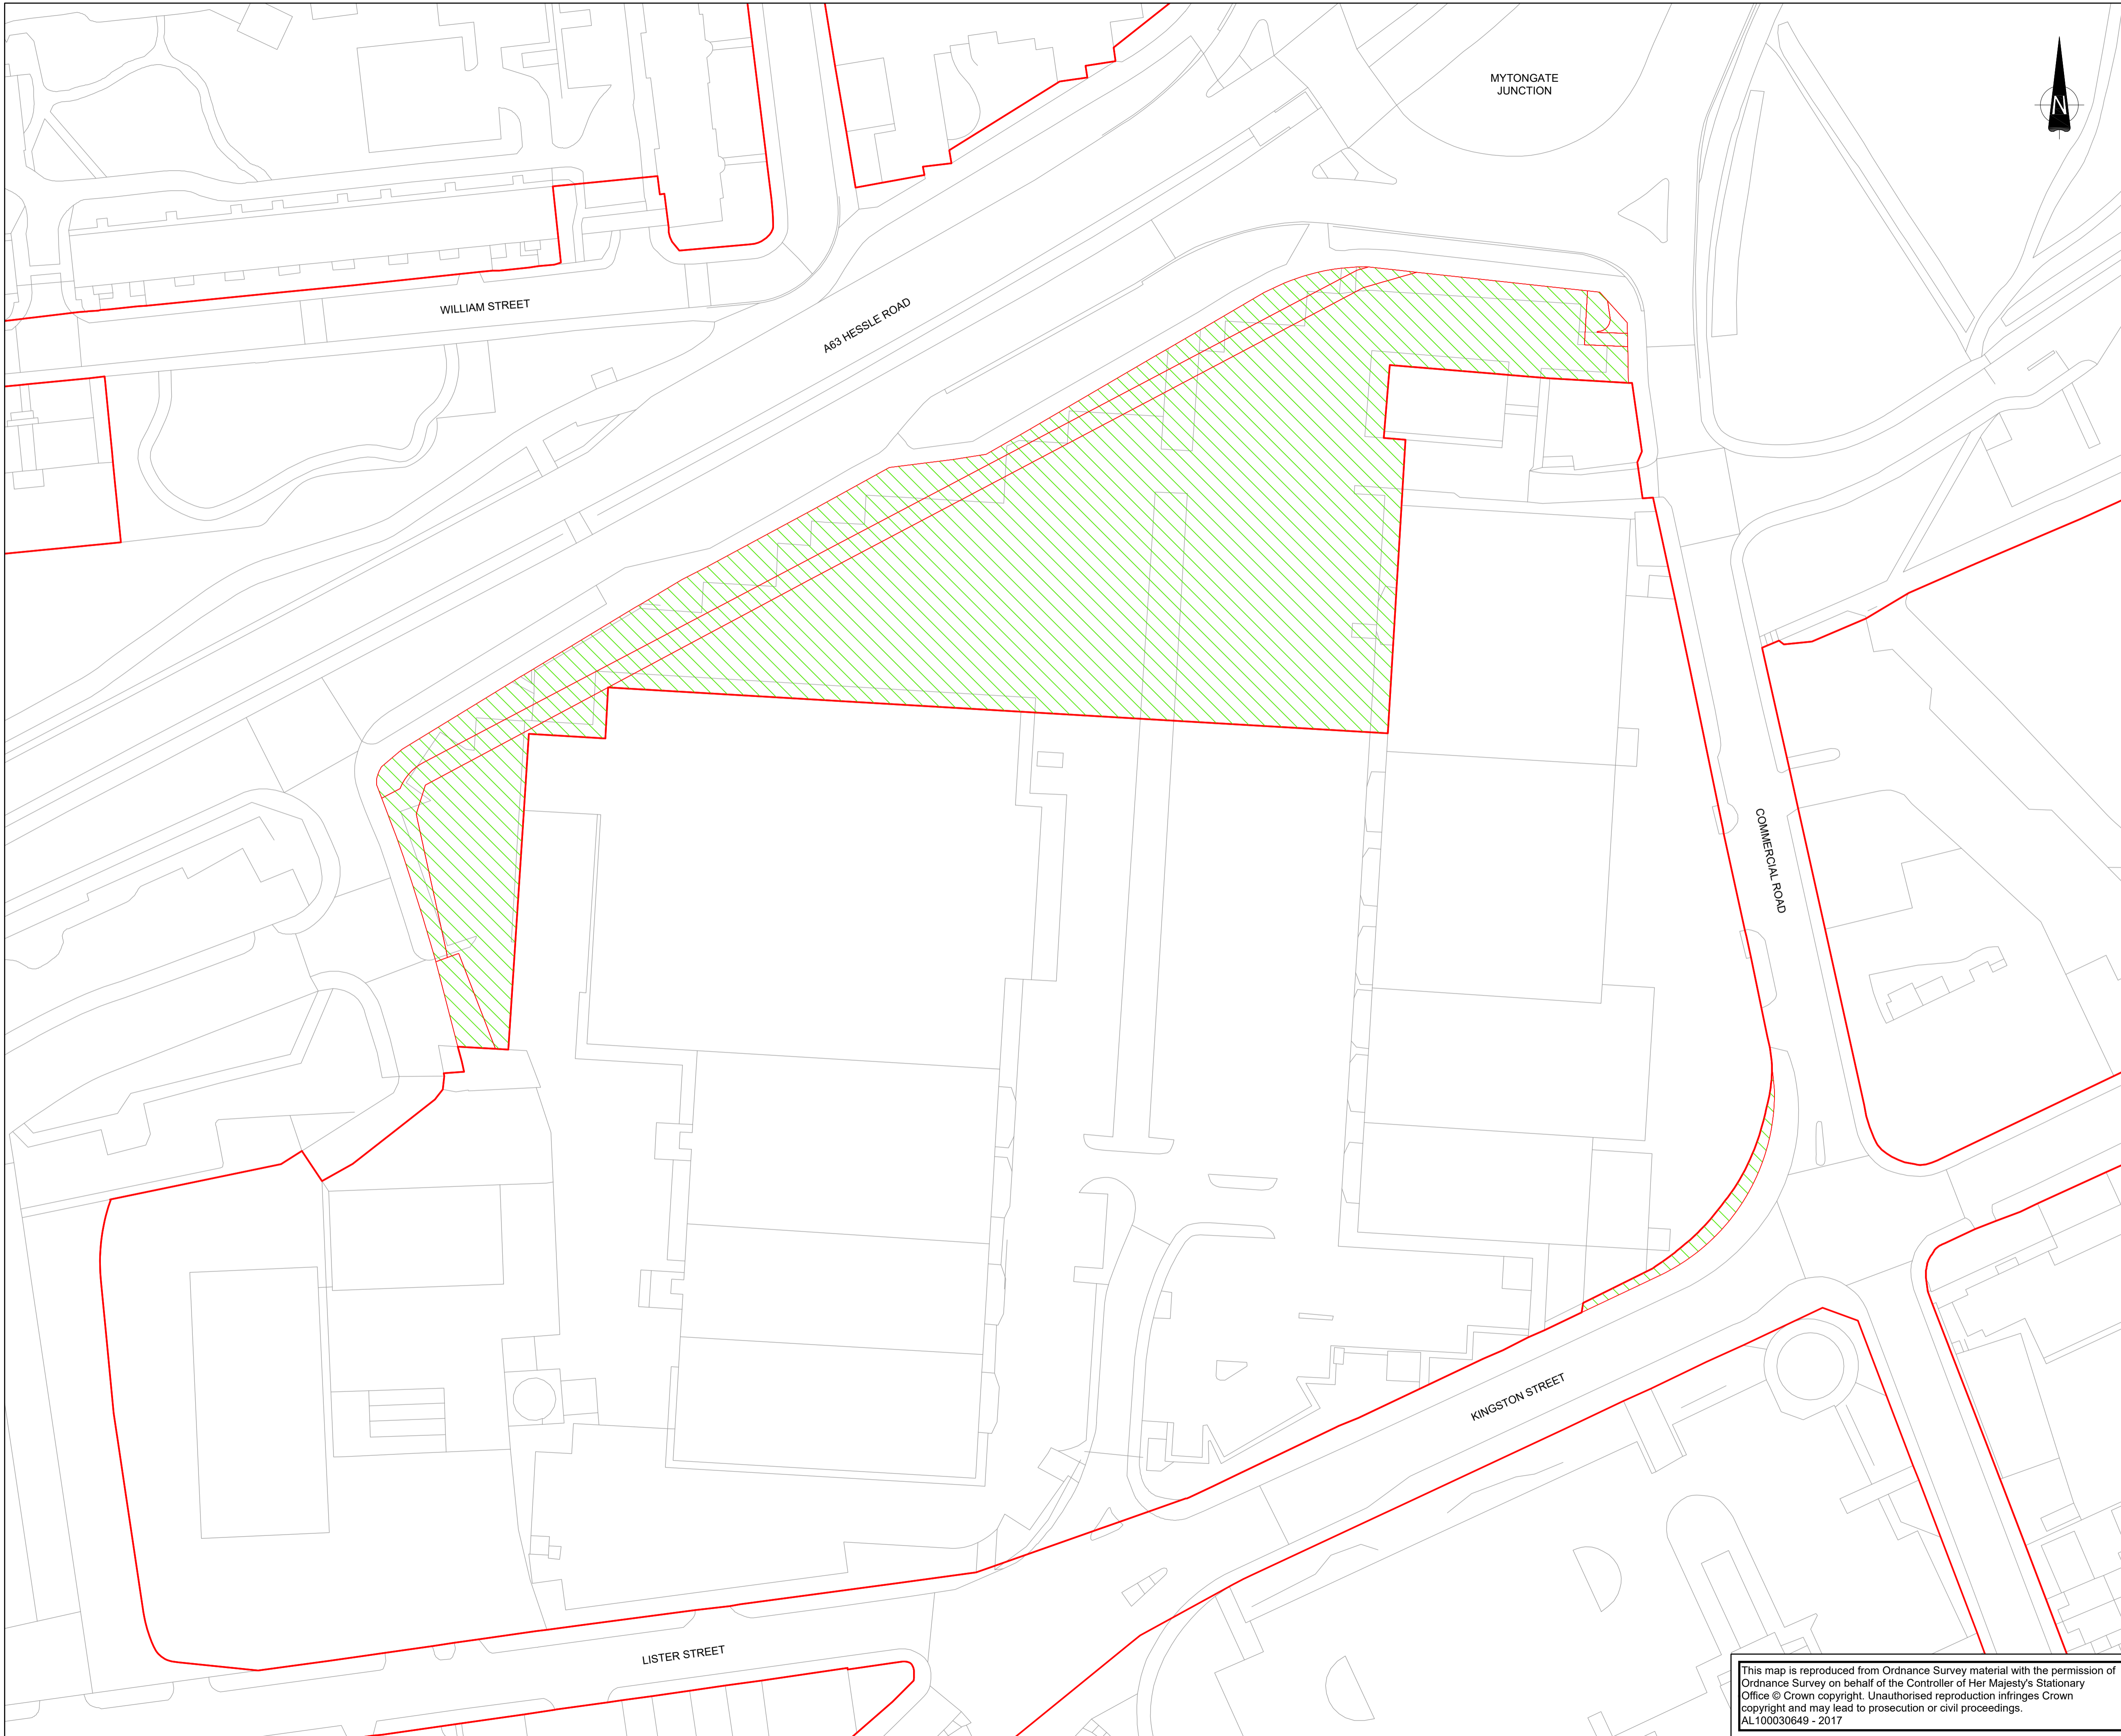 MYTONGATE
JUNCTION
N
WILLIAM STREET
A63 HESSLE ROAD
COMMERCIAL ROAD
KINGSTON STREET
LISTER STREET
This map is reproduced from Ordnance Survey material with the permission of
Ordnance Survey on behalf of the Controller of Her Majesty's Stationary
Office © Crown copyright. Unauthorised reproduction infringes Crown
copyright and may lead to prosecution or civil proceedings.
AL100030649 - 2017